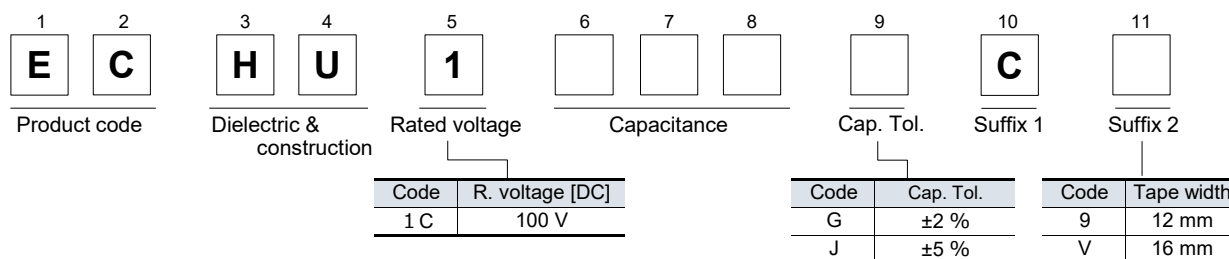 1 2 3 4 5 6 7 8 9 10 11
E C H U 1 C
Product code Dielectric & Rated voltage Capacitance Cap. Tol. Suffix 1 Suffix 2
construction
Code R. voltage [DC] Code Cap. Tol. Code Tape width
1 C 100 V G ±2 % 9 12 mm
J ±5 % V 16 mm